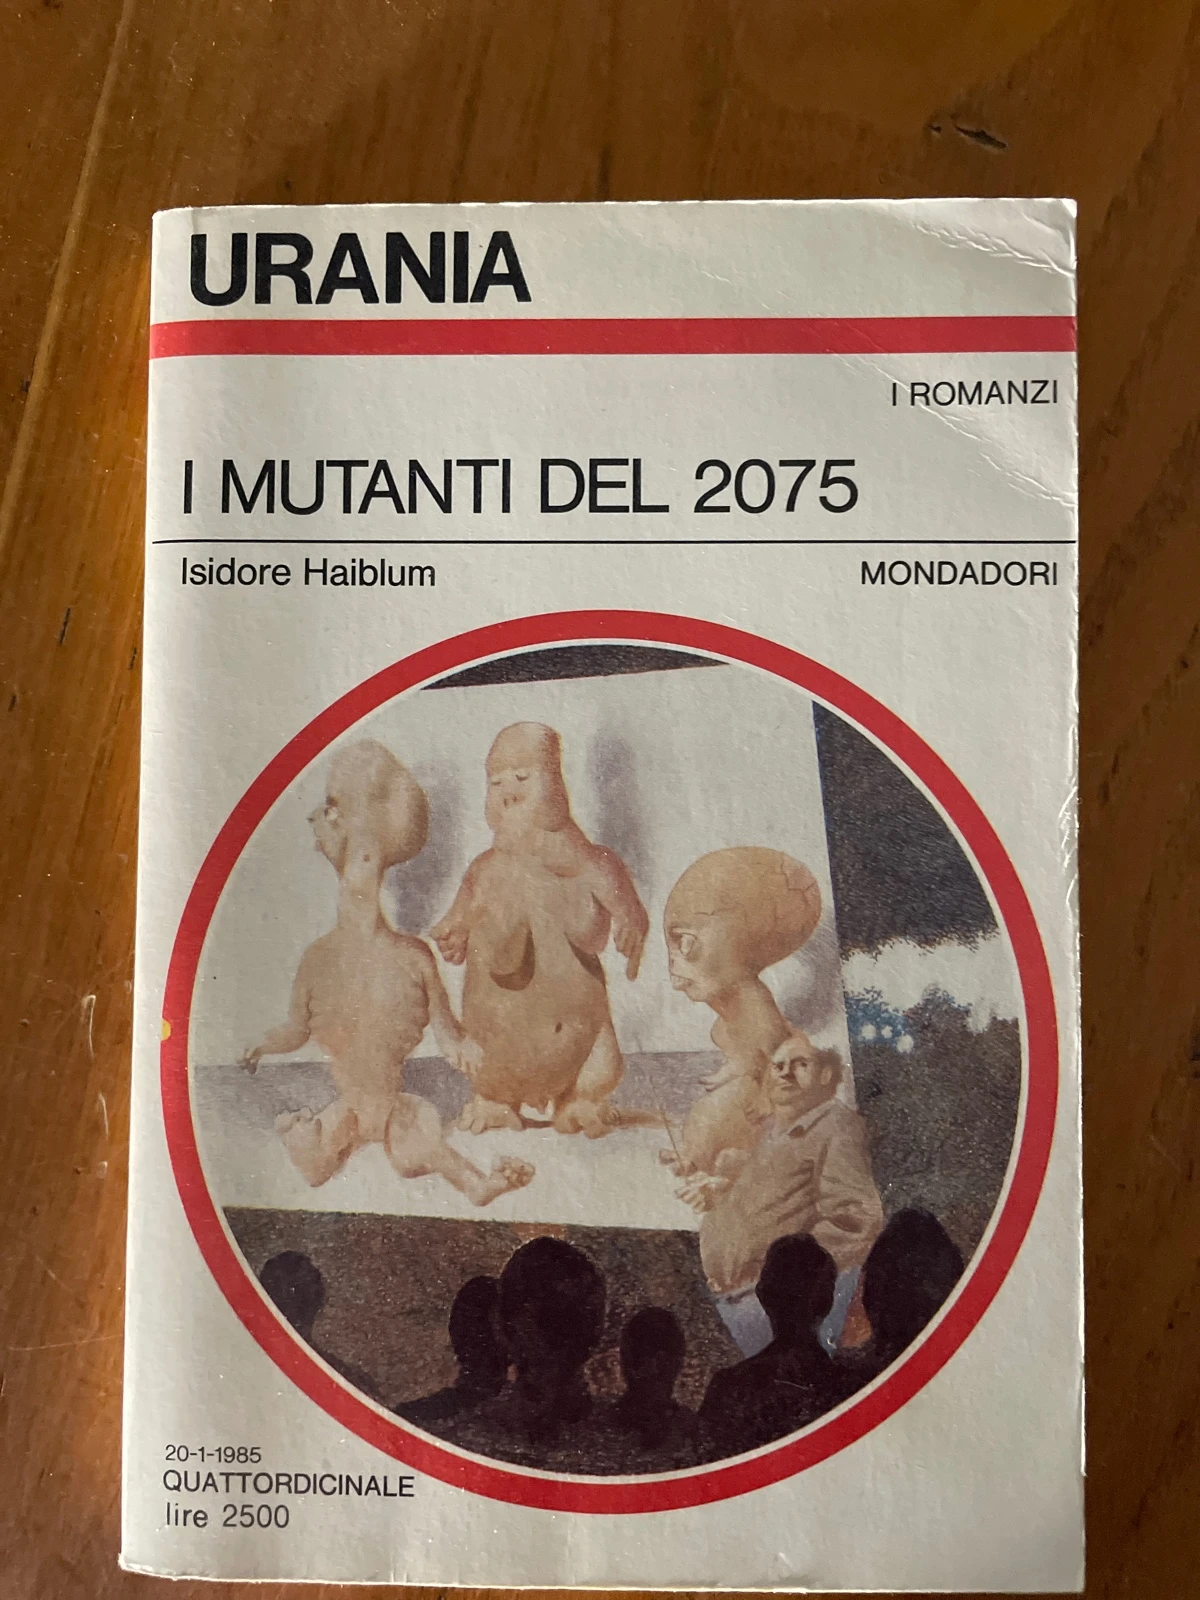 URANIA
I ROMANZI
I MUTANTI DEL 2075
Isidore Haiblum
MONDADORI
20-1-1985
QUATTORDICINALE
lire 2500